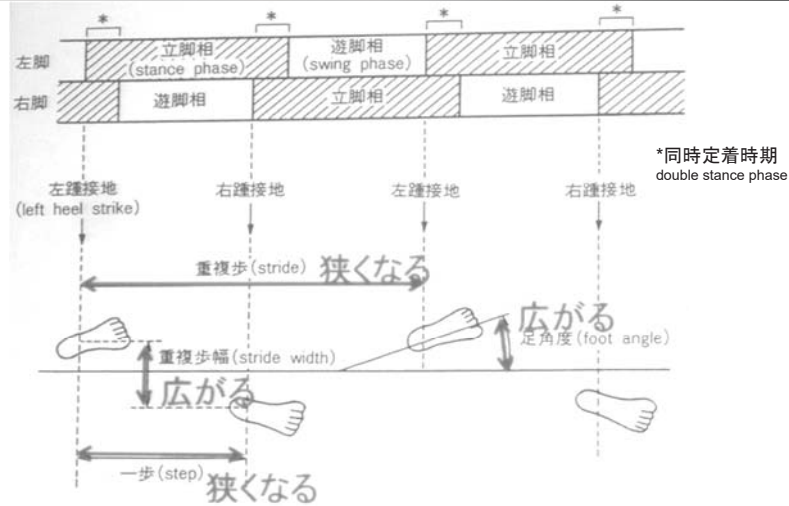 * * * *
左脚 立脚相 遊脚相 立脚相
(stance phase) (swing phase)
右脚 遊脚相 立脚相 遊脚相
*同時定着時期
double stance phase
左踵接地 右踵接地 左踵接地 右踵接地
(left heel strike)
重複歩(stride) 狭くなる
広がる
足角度(foot angle)
重複歩幅(stride width)
広がる
一歩(step)
狭くなる